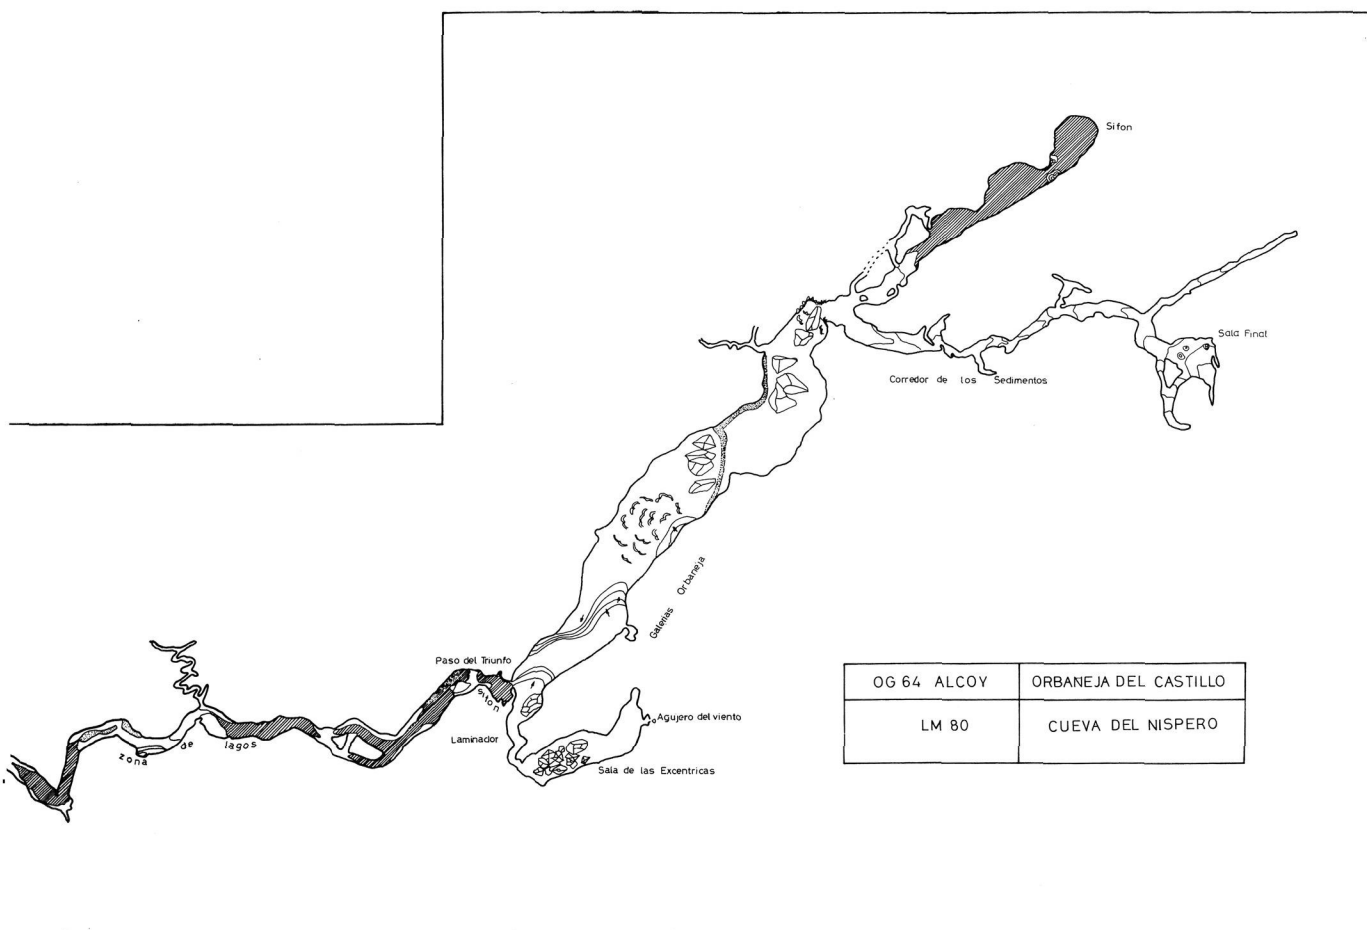 Sifon
Sala Final
Corredor de los Sedimentos
Galerias Orbaneja
Paso del Triunfo
Sifon
Agujero del viento
zona de lagos
Laminador
Sala de las Excentricas
OG 64 ALCOY
ORBANEJA DEL CASTILLO
LM 80
CUEVA DEL NISPERO